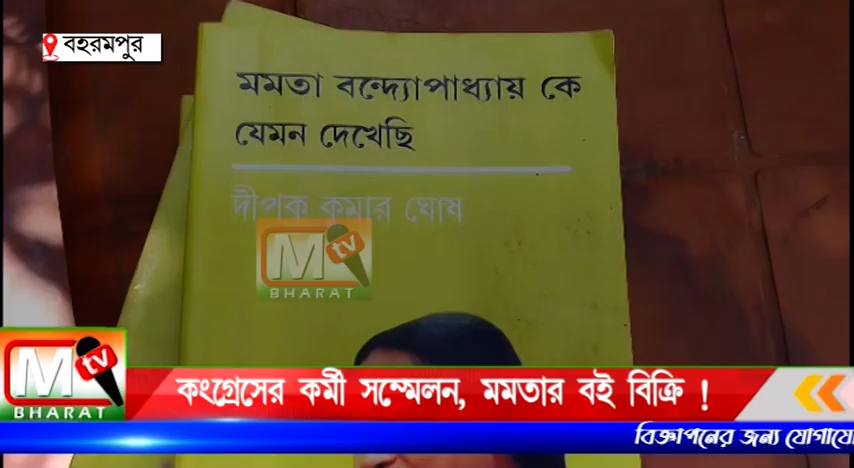 বহরমপুর
মমতা বন্দ্যোপাধ্যায় কে
যেমন দেখেছি
দীপক কুমার ঘোষ
M tv
BHARAT
M tv
BHARAT
কংগ্রেসের কর্মী সম্মেলন, মমতার বই বিক্রি !
বিজ্ঞাপনের জন্য